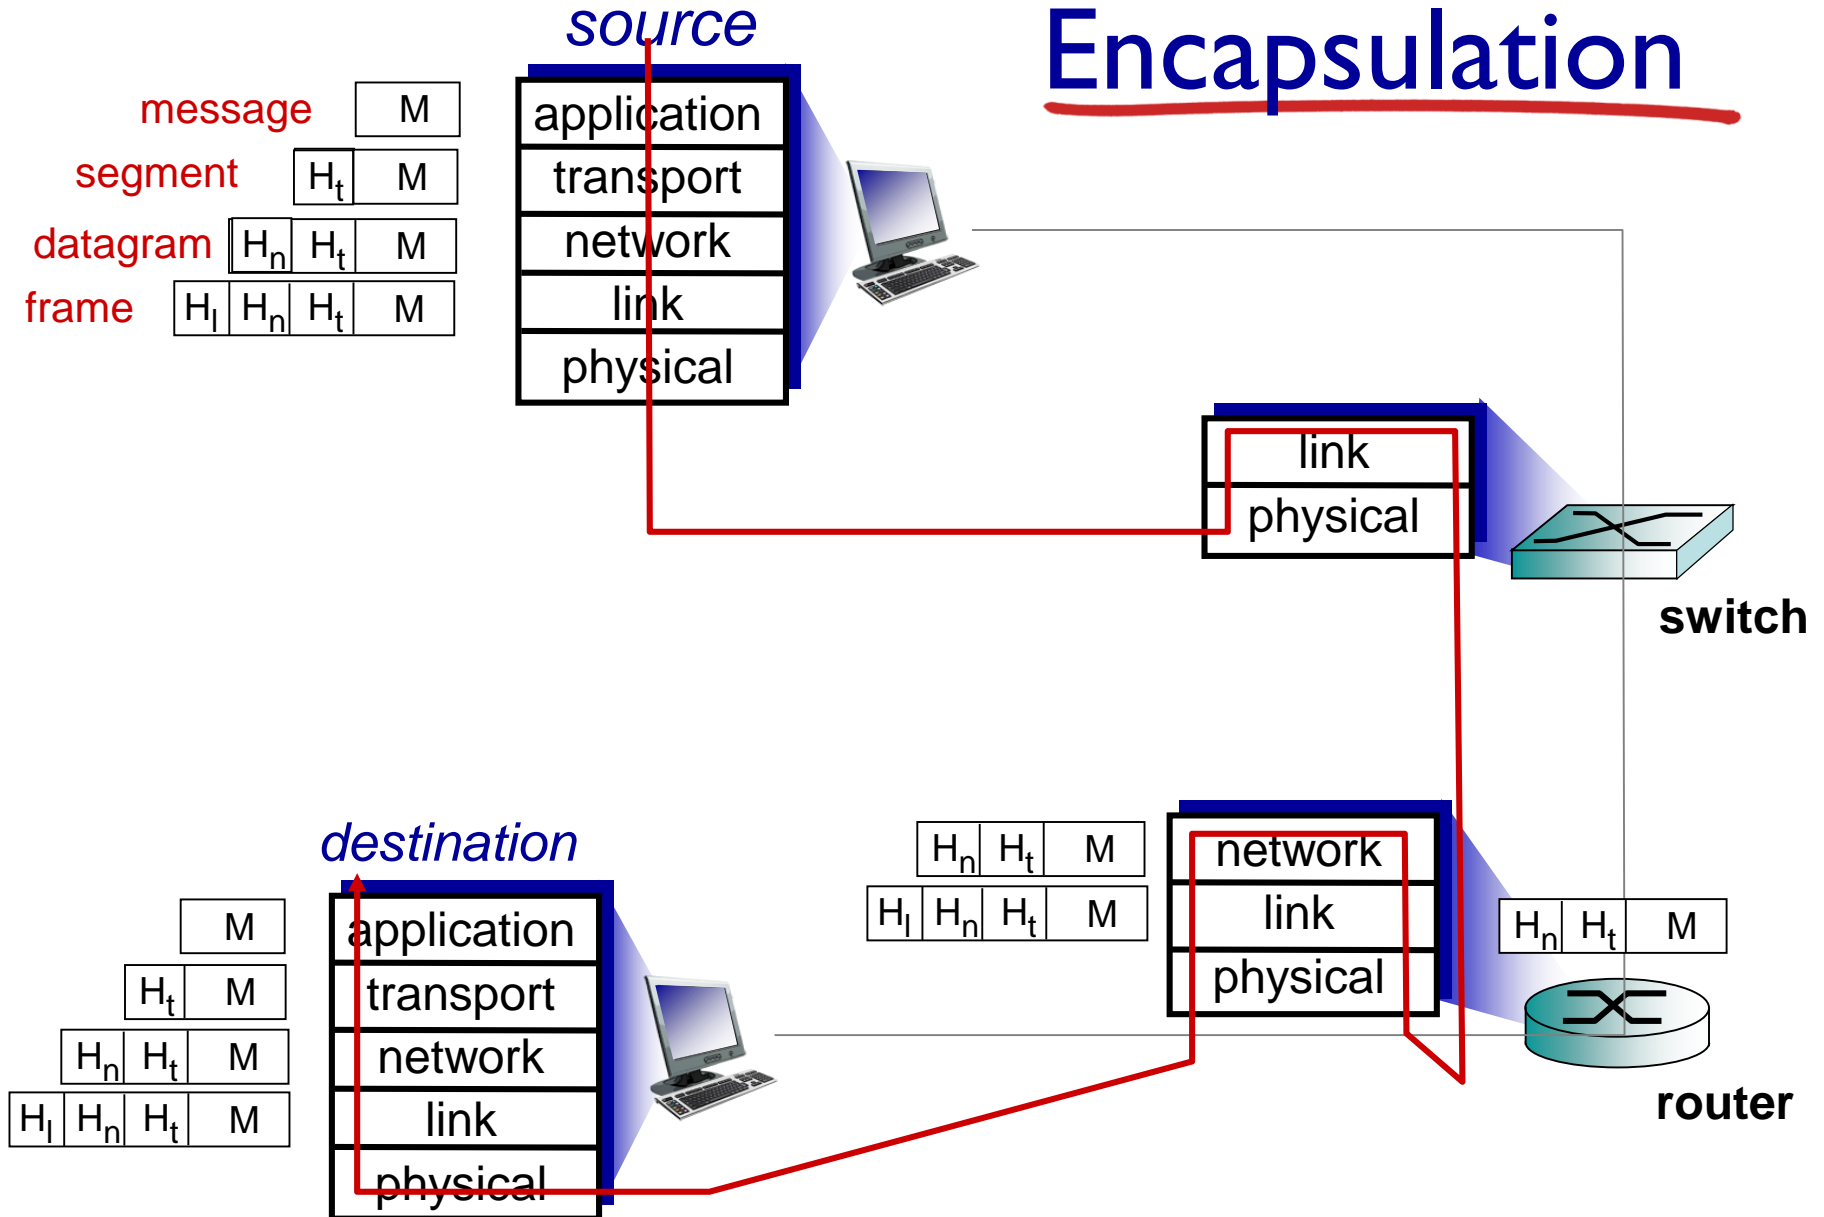 source
Encapsulation
message M
application
segment Ht M
transport
datagram Hn Ht M
network
frame Hl Hn Ht M
link
physical
link
physical
switch
destination
Hn Ht M
network
Hl Hn Ht M
link
Hn Ht M
physical
router
M
application
Ht M
transport
Hn Ht M
network
Hl Hn Ht M
link
physical